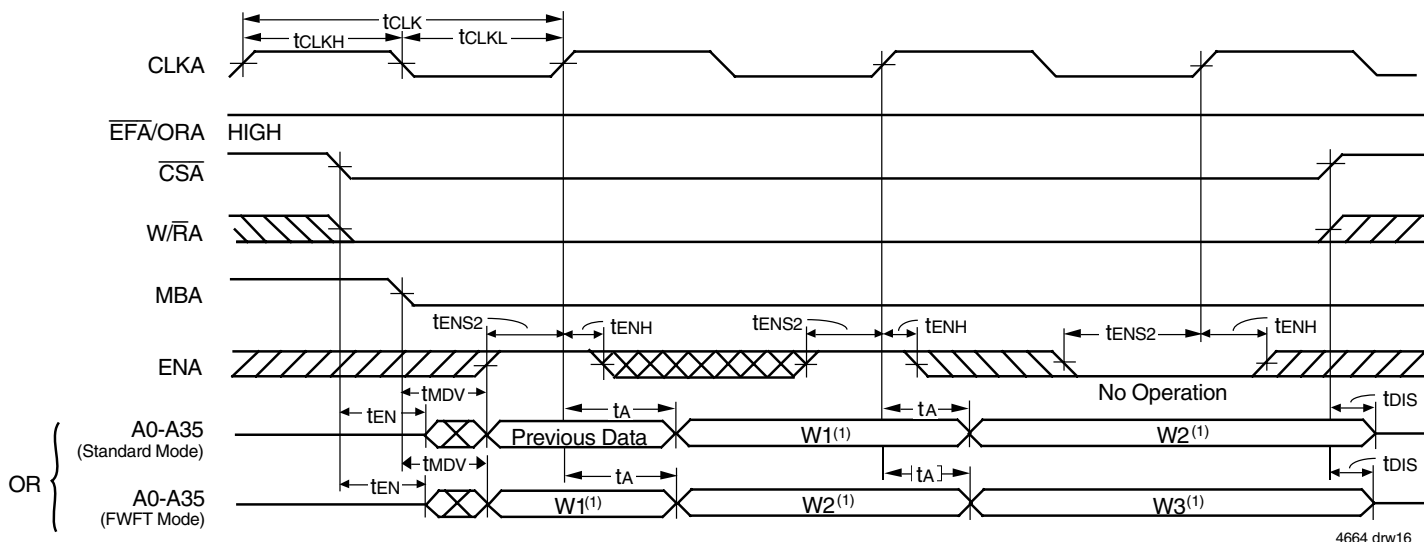 tCLK
tCLKH
tCLKL
CLKA
EFA/ORA HIGH
CSA
W/RA
MBA
tENS2 tENH tENS2 tENH tENS2 tENH
ENA
No Operation
tMDV
tEN
tA tA tDIS
A0-A35
(Standard Mode)
Previous Data W1(1) W2(1)
OR
tMDV
tEN
tA tA tDIS
A0-A35
(FWFT Mode)
W1(1) W2(1) W3(1)
4664 drw16